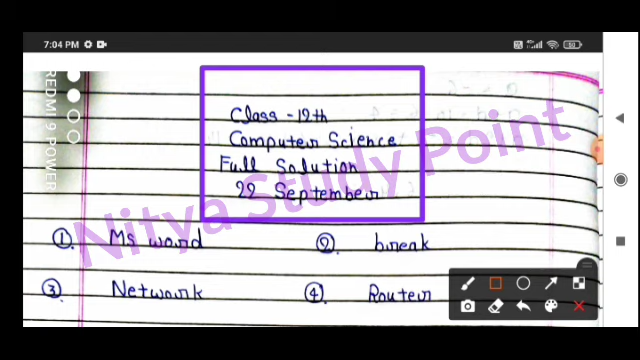 7:04 PM
REDMI 9 POWER
Class - 12th
Computer Science
Full Solution
22 September
Nitya Study Point
① Ms word ② break
③ Network ④ Router